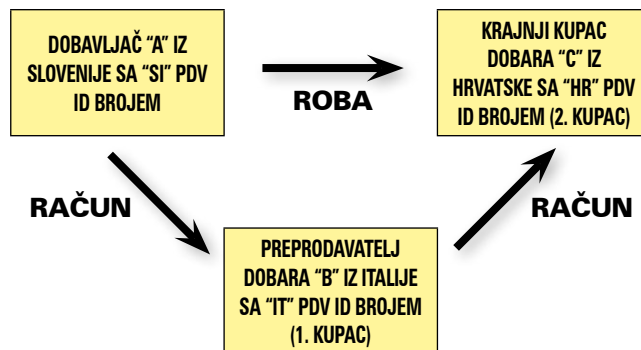 DOBAVLJAČ “A” IZ
SLOVENIJE SA “SI” PDV
ID BROJEM
ROBA
KRAJNJI KUPAC
DOBARA “C” IZ
HRVATSKE SA “HR” PDV
ID BROJEM (2. KUPAC)
RAČUN
RAČUN
PREPRODAVATELJ
DOBARA “B” IZ ITALIJE
SA “IT” PDV ID BROJEM
(1. KUPAC)